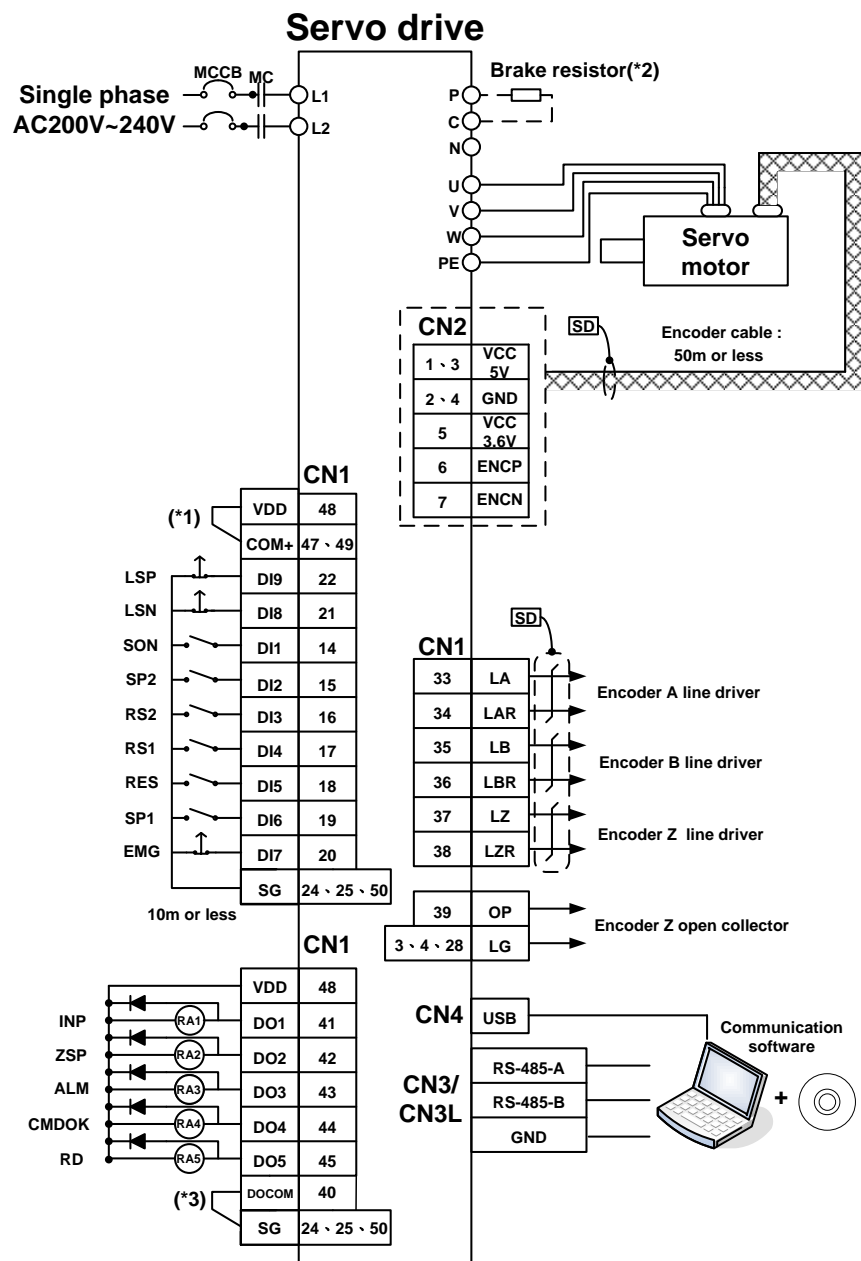 Servo drive
Single phase
AC200V~240V
MCCB
MC
L1
L2
P
C
N
U
V
W
PE
Brake resistor(*2)
Servo
motor
CN2
1、3 VCC 5V
2、4 GND
5 VCC 3.6V
6 ENCP
7 ENCN
SD
Encoder cable :
50m or less
CN1
(*1)
VDD 48
COM+ 47、49
LSP DI9 22
LSN DI8 21
SON DI1 14
SP2 DI2 15
RS2 DI3 16
RS1 DI4 17
RES DI5 18
SP1 DI6 19
EMG DI7 20
SG 24、25、50
10m or less
CN1
VDD 48
INP RA1 DO1 41
ZSP RA2 DO2 42
ALM RA3 DO3 43
CMDOK RA4 DO4 44
RD RA5 DO5 45
DOCOM 40
(*3)
SG 24、25、50
SD
CN1
33 LA
34 LAR
Encoder A line driver
35 LB
36 LBR
Encoder B line driver
37 LZ
38 LZR
Encoder Z line driver
39 OP
3、4、28 LG
Encoder Z open collector
CN4 USB
CN3/
CN3L
RS-485-A
RS-485-B
GND
Communication
software
+